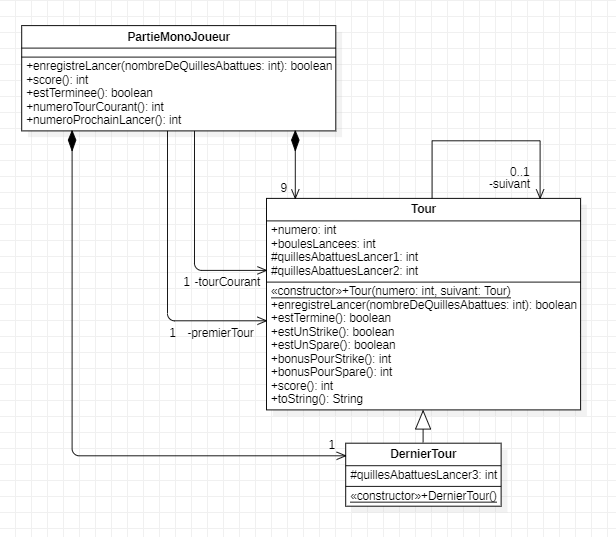 PartieMonoJoueur
+enregistreLancer(nombreDeQuillesAbattues: int): boolean
+score(): int
+estTerminee(): boolean
+numeroTourCourant(): int
+numeroProchainLancer(): int
0..1
-suivant
9
Tour
+numero: int
+boulesLancees: int
#quillesAbattuesLancer1: int
#quillesAbattuesLancer2: int
1 -tourCourant
«constructor»+Tour(numero: int, suivant: Tour)
+enregistreLancer(nombreDeQuillesAbattues: int): boolean
+estTermine(): boolean
1 -premierTour
+estUnStrike(): boolean
+estUnSpare(): boolean
+bonusPourStrike(): int
+bonusPourSpare(): int
+score(): int
+toString(): String
1
DernierTour
#quillesAbattuesLancer3: int
«constructor»+DernierTour()